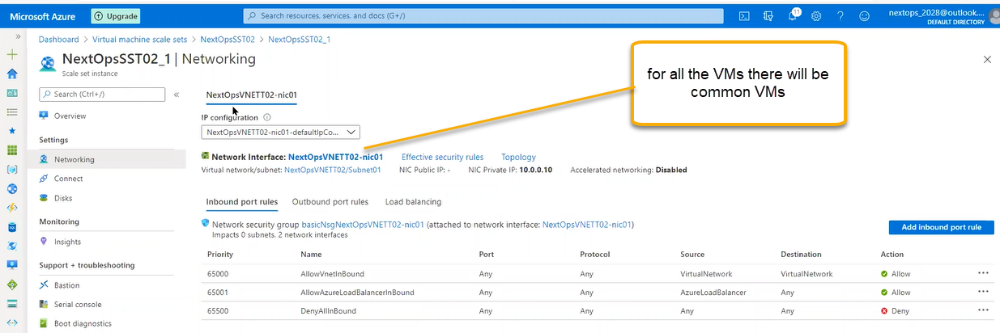 Microsoft Azure
Upgrade
Search resources, services, and docs (G+/)
11
nextops_2028@outlook....
DEFAULT DIRECTORY
Dashboard > Virtual machine scale sets > NextOpsSST02 > NextOpsSST02_1
NextOpsSST02_1 | Networking
Scale set instance
for all the VMs there will be
common VMs
Search (Ctrl+/)
Overview
Settings
Networking
Connect
Disks
Monitoring
Insights
Support + troubleshooting
Bastion
Serial console
Boot diagnostics
NextOpsVNETT02-nic01
IP configuration
NextOpsVNETT02-nic01-defaultIpCo...
Network Interface: NextOpsVNETT02-nic01 Effective security rules Topology
Virtual network/subnet: NextOpsVNETT02/Subnet01 NIC Public IP: - NIC Private IP: 10.0.0.10 Accelerated networking: Disabled
Inbound port rules Outbound port rules Load balancing
Network security group basicNsgNextOpsVNETT02-nic01 (attached to network interface: NextOpsVNETT02-nic01)
Impacts 0 subnets, 2 network interfaces
Add inbound port rule
Priority Name Port Protocol Source Destination Action
65000 AllowVnetInBound Any Any VirtualNetwork VirtualNetwork Allow ...
65001 AllowAzureLoadBalancerInBound Any Any AzureLoadBalancer Any Allow ...
65500 DenyAllInBound Any Any Any Any Deny ...